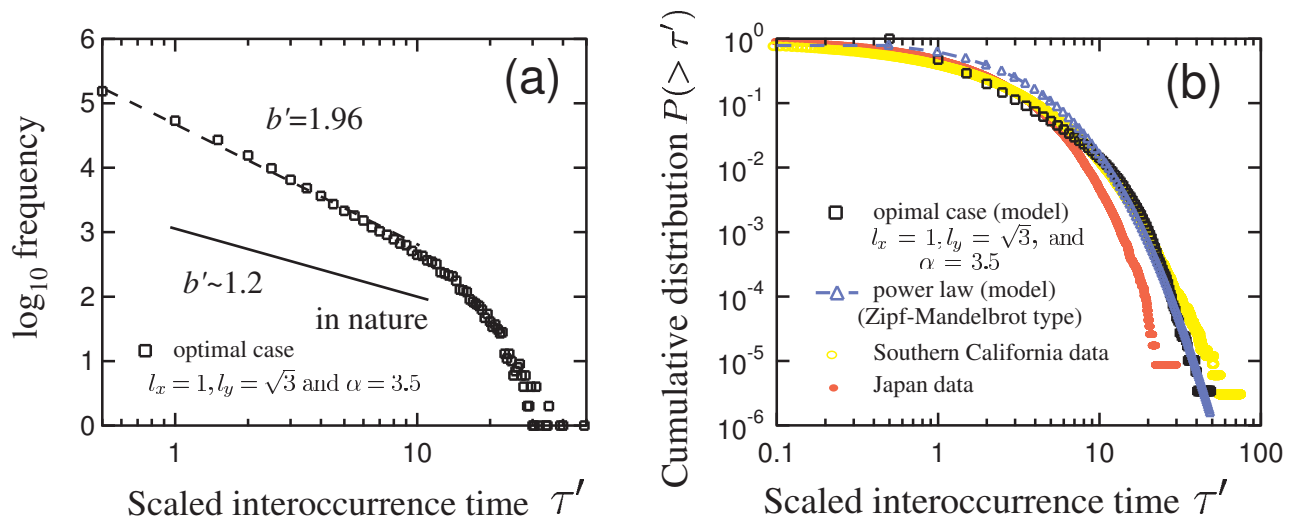 6
5
4
3
2
1
0
log10 frequency
(a)
b'=1.96
b'~1.2
in nature
optimal case
lx = 1, ly = √3 and α = 3.5
1
10
Scaled interoccurrence time τ'
Cumulative distribution P(> τ')
10^0
10^-1
10^-2
10^-3
10^-4
10^-5
10^-6
(b)
opimal case (model)
lx = 1, ly = √3, and
α = 3.5
power law (model)
(Zipf-Mandelbrot type)
Southern California data
Japan data
0.1
1
10
100
Scaled interoccurrence time τ'